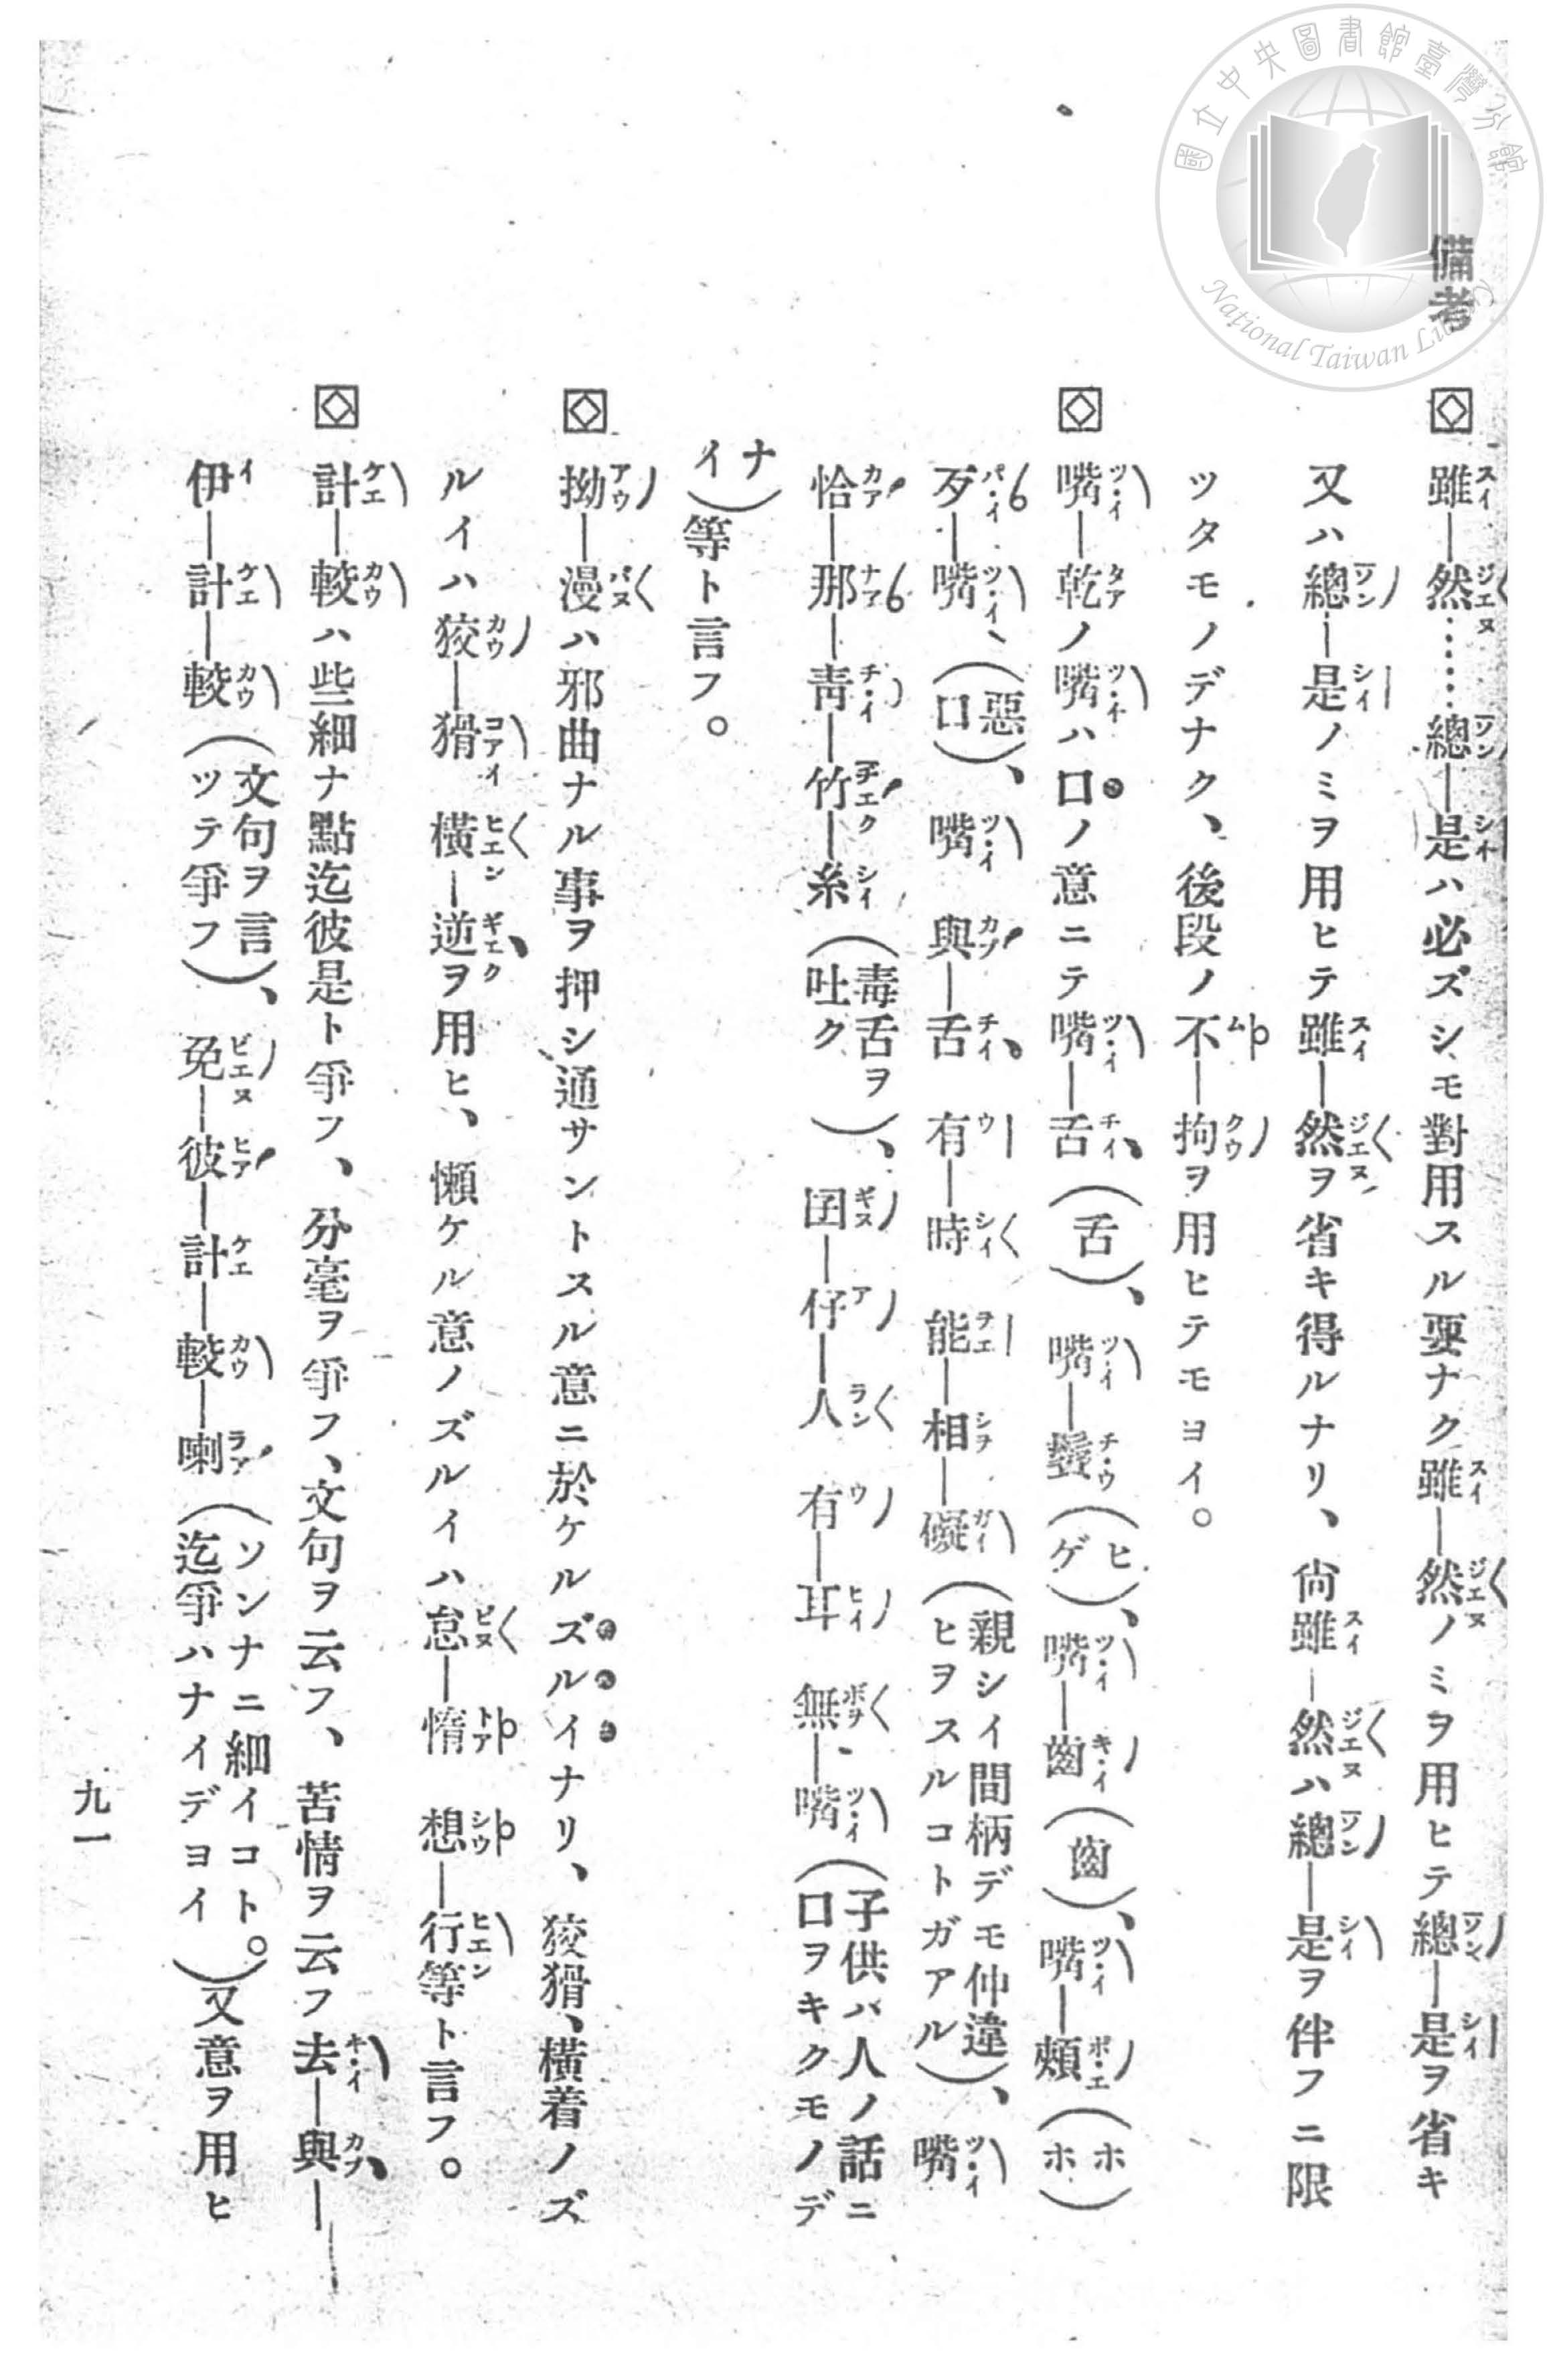 備考
雖―然……總―是ハ必ズシモ對用スル要ナク雖―然ノミヲ用ヒテ總―是ヲ省キ
又ハ總―是ノミヲ用ヒテ雖―然ヲ省キ得ルナリ、尙雖―然ハ總―是ヲ伴フニ限
ツタモノデナク、後段ノ不―拘ヲ用ヒテモヨイ。
嘴―乾ノ嘴ハ口ノ意ニテ嘴―舌(舌)、嘴―鬚(ヒゲ)、嘴―齒(齒)、嘴―頰(ホホ)
歹―嘴、(惡口)、嘴與―舌有―時能―相―礙(親シイ間柄デモ仲違ヒヲスルコトガアル)、嘴
恰―那―靑―竹―糸(毒舌ヲ吐ク)、囝―仔―人有―耳無―嘴(子供ハ人ノ話ニ口ヲキクモノデ
ナイ)等ト言フ。
拗―漫ハ邪曲ナル事ヲ押シ通サントスル意ニ於ケルズルイナリ、狡猾、橫着ノズ
ルイハ狡―猾橫―逆ヲ用ヒ、懶ケル意ノズルイハ怠―惰想―行等ト言フ。
計―較ハ些細ナ點迄彼是ト爭フ、分毫ヲ爭フ、文句ヲ云フ、苦情ヲ云フ去―與―
伊―計―較(文句ヲ言ツテ爭フ)、免―彼―計―較―喇(ソンナニ細イコト。迄爭ハナイデヨイ)又意ヲ用ヒ
九一
國立中央圖書館臺灣分館
National Taiwan Library